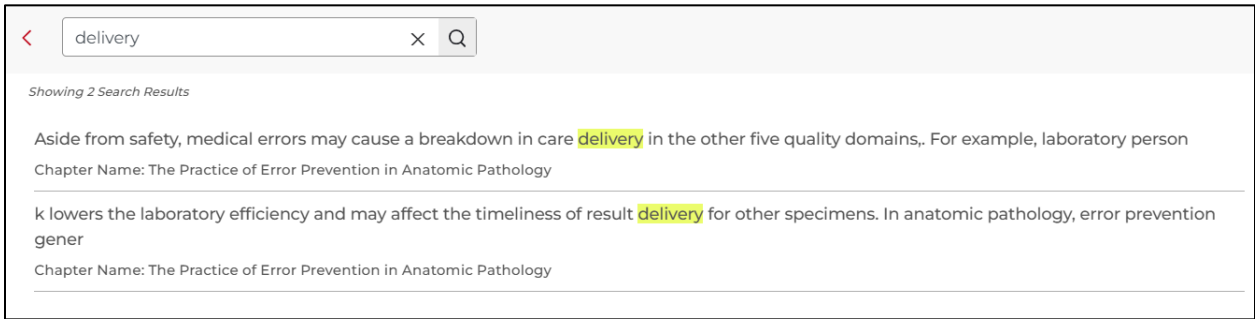 delivery
Showing 2 Search Results
Aside from safety, medical errors may cause a breakdown in care delivery in the other five quality domains,. For example, laboratory person
Chapter Name: The Practice of Error Prevention in Anatomic Pathology
k lowers the laboratory efficiency and may affect the timeliness of result delivery for other specimens. In anatomic pathology, error prevention
gener
Chapter Name: The Practice of Error Prevention in Anatomic Pathology